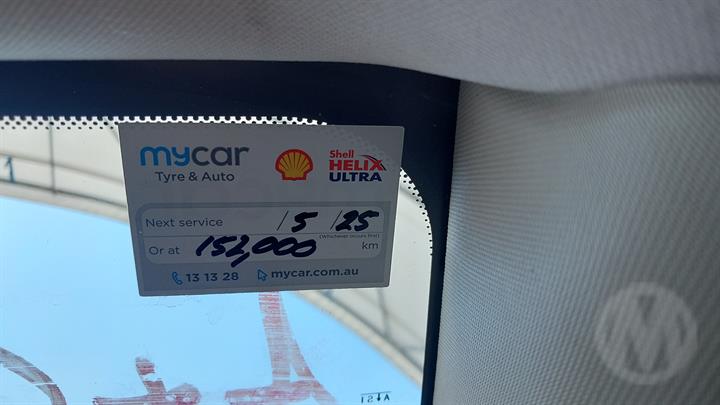 mycar
Tyre & Auto
Shell
HELIX
ULTRA
Next service /5 /25
(Whichever occurs first)
Or at 152,000 km
13 13 28 mycar.com.au
M